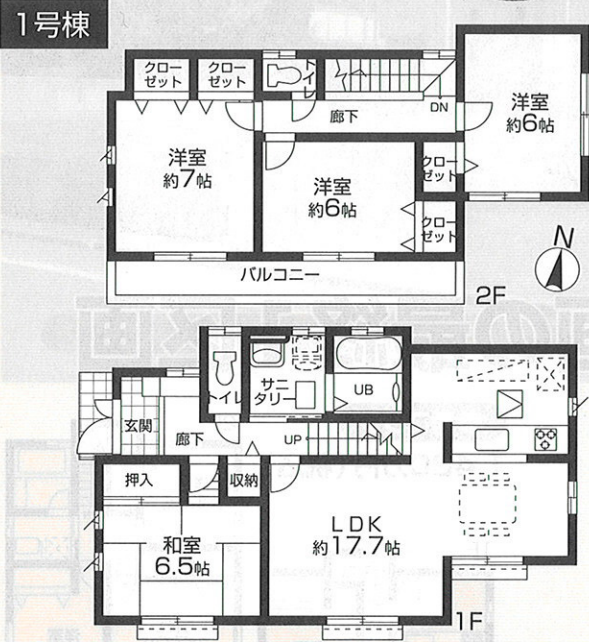 1号棟
クロー
ゼット
クロー
ゼット
トイレ
廊下
DN
洋室
約6帖
洋室
約7帖
洋室
約6帖
クロー
ゼット
クロー
ゼット
バルコニー
2F
N
玄関
廊下
トイレ
サニ
タリー
UB
UP
押入
収納
和室
6.5帖
LDK
約17.7帖
1F